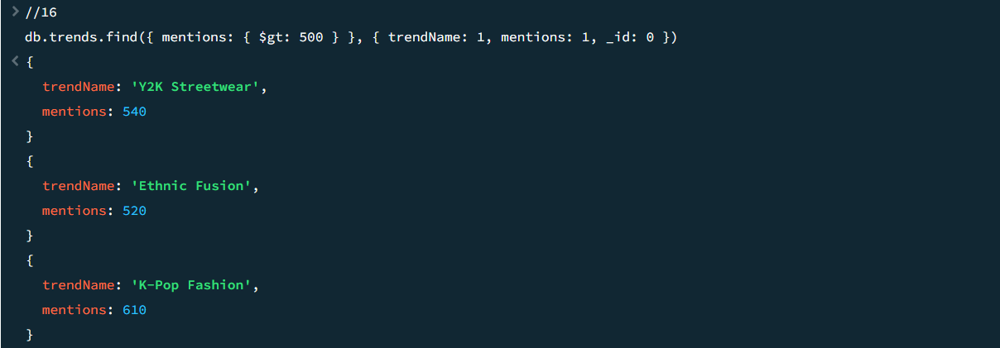 > //16
db.trends.find({ mentions: { $gt: 500 } }, { trendName: 1, mentions: 1, _id: 0 })
< {
trendName: 'Y2K Streetwear',
mentions: 540
}
{
trendName: 'Ethnic Fusion',
mentions: 520
}
{
trendName: 'K-Pop Fashion',
mentions: 610
}